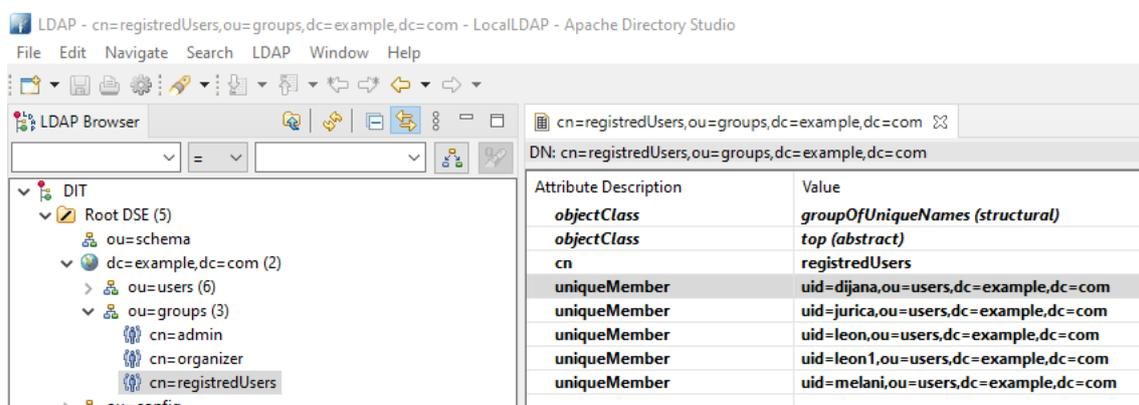 LDAP - cn=registredUsers,ou=groups,dc=example,dc=com - LocalLDAP - Apache Directory Studio
File Edit Navigate Search LDAP Window Help
LDAP Browser
cn=registredUsers,ou=groups,dc=example,dc=com
=
DN: cn=registredUsers,ou=groups,dc=example,dc=com
DIT
Root DSE (5)
ou=schema
dc=example,dc=com (2)
ou=users (6)
ou=groups (3)
cn=admin
cn=organizer
cn=registredUsers
Attribute Description Value
objectClass groupOfUniqueNames (structural)
objectClass top (abstract)
cn registredUsers
uniqueMember uid=dijana,ou=users,dc=example,dc=com
uniqueMember uid=jurica,ou=users,dc=example,dc=com
uniqueMember uid=leon,ou=users,dc=example,dc=com
uniqueMember uid=leon1,ou=users,dc=example,dc=com
uniqueMember uid=melani,ou=users,dc=example,dc=com